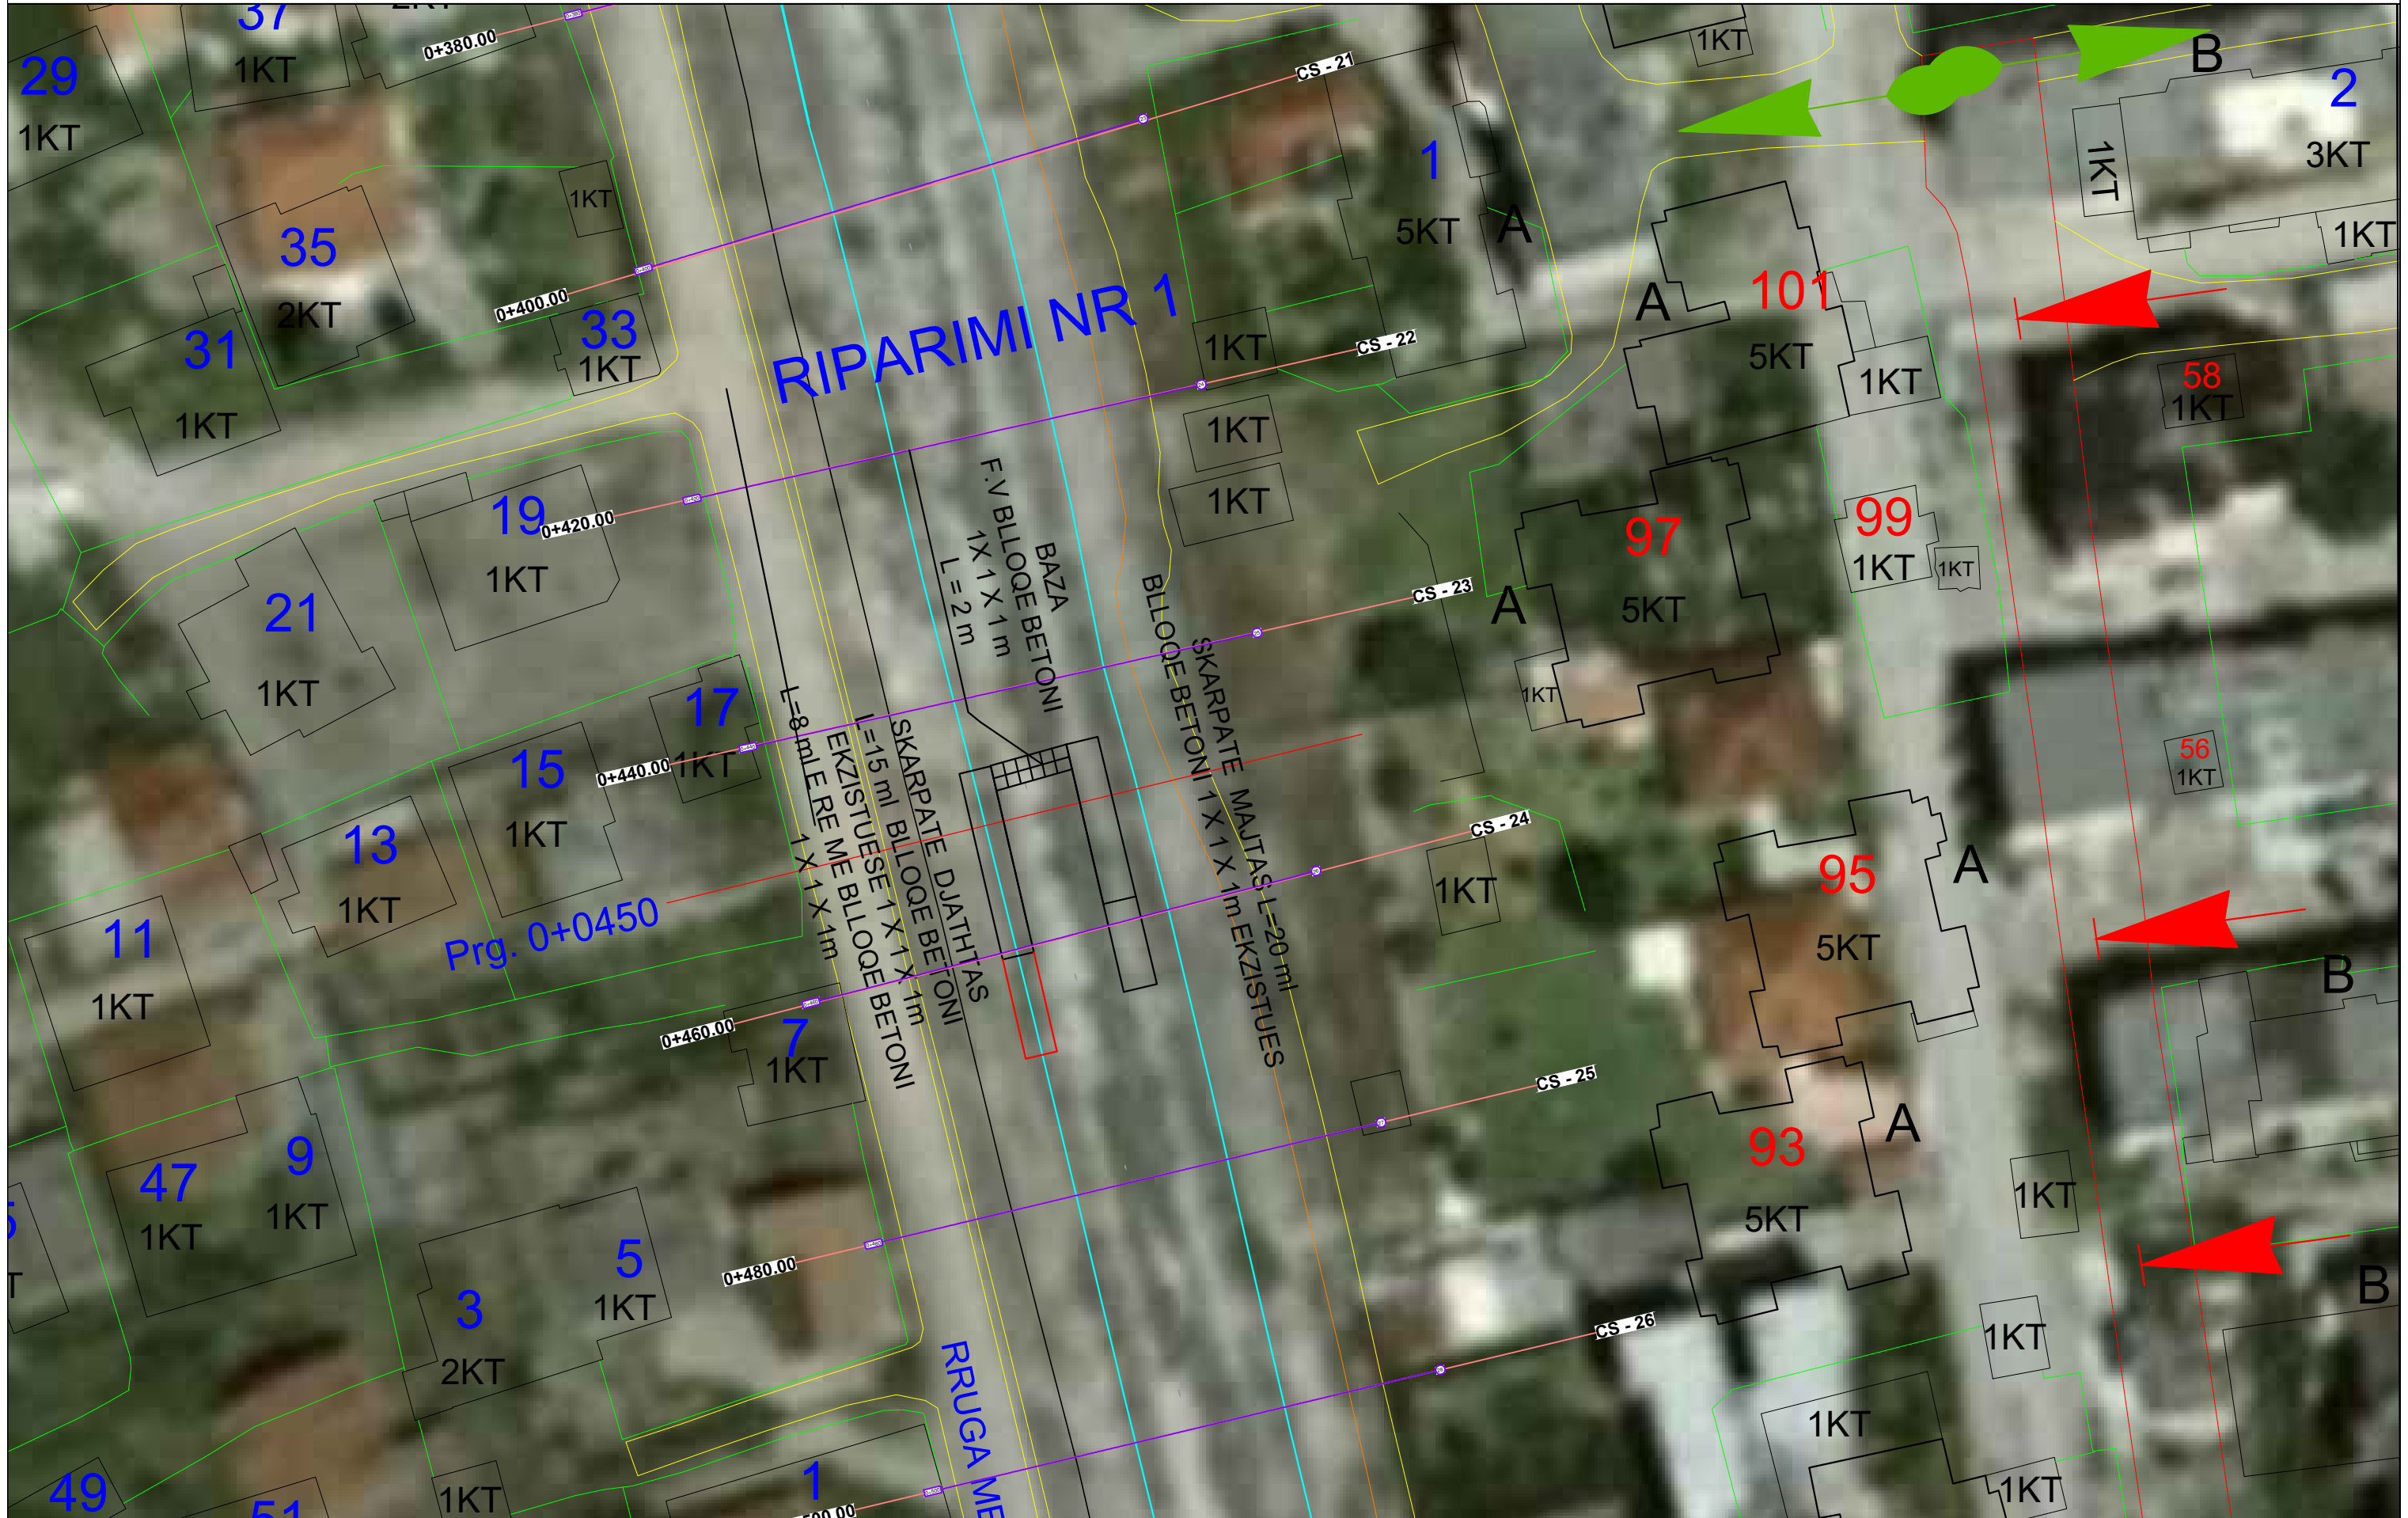 37
2KT
0+380.00
29
1KT
1KT
1KT
CS - 21
1KT
B
2
3KT
1KT
1KT
1
5KT
A
35
2KT
1KT
0+400.00
33
1KT
31
1KT
RIPARIMI NR 1
1KT
CS - 22
A
101
5KT
1KT
58
1KT
1KT
1KT
19
0+420.00
1KT
21
1KT
BAZA
F.V BLLOQE BETONI
1X 1 X 1 m
L = 2 m
CS - 23
97
5KT
A
1KT
99
1KT
1KT
17
1KT
0+440.00
15
1KT
13
1KT
56
1KT
L=8 ml E RE ME BLLOQE BETONI
1 X 1 X 1m
SKARPATE DJATHTAS
L=15 ml BLLOQE BETONI
EKZISTUESE 1 X 1 X 1m
SKARPATE MAJTAS L=20 ml
BLLOQE BETONI 1 X 1 X 1m EKZISTUES
CS - 24
1KT
95
5KT
A
11
1KT
Prg. 0+0450
B
0+460.00
7
1KT
CS - 25
93
5KT
A
47
1KT
9
1KT
1KT
5
1KT
3
2KT
0+480.00
CS - 26
B
1KT
RRUGA ME
1KT
49
51
1KT
1
500.00
1KT